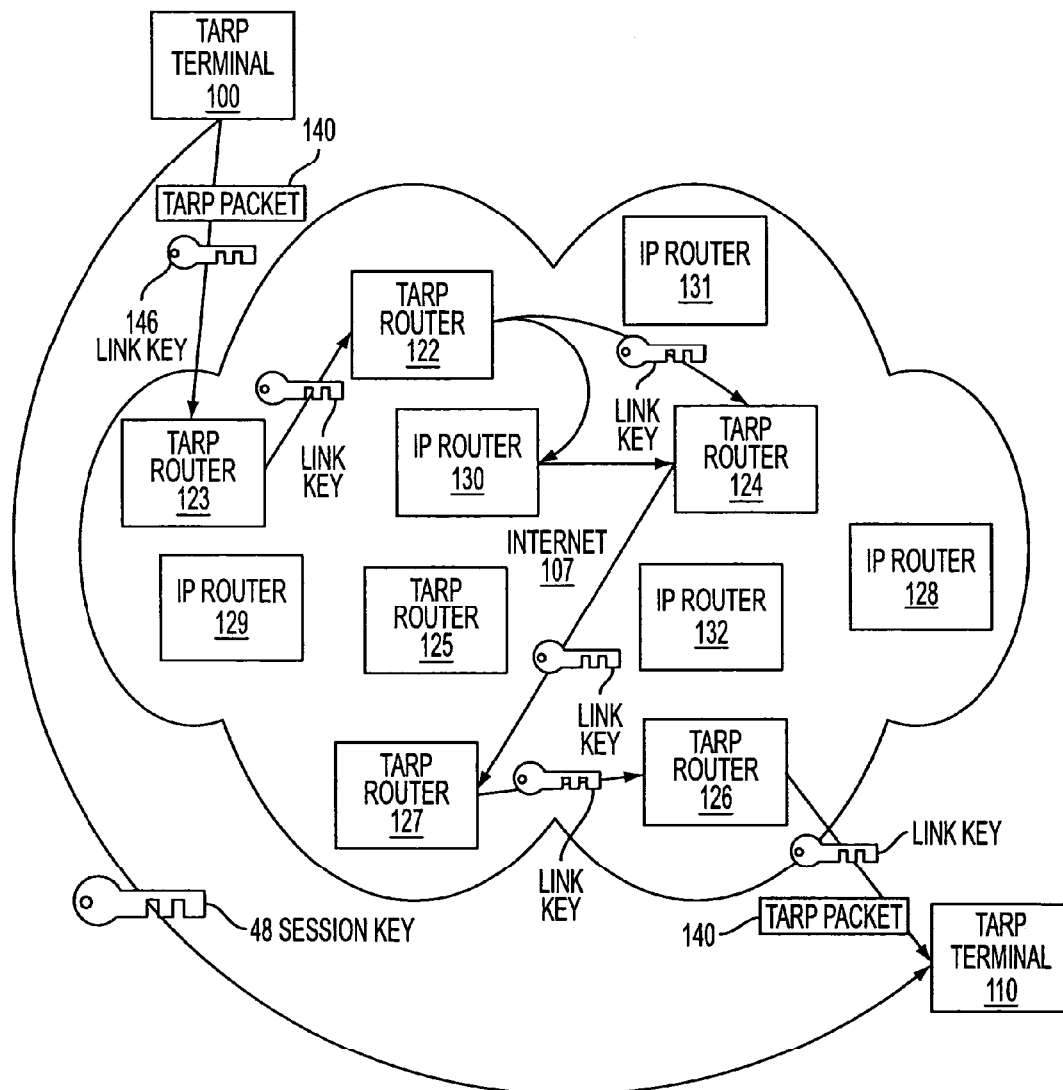 TARP
TERMINAL
100
140
TARP PACKET
146
LINK KEY
IP ROUTER
131
TARP
ROUTER
122
LINK
KEY
LINK
KEY
TARP
ROUTER
123
IP ROUTER
130
TARP
ROUTER
124
INTERNET
107
IP ROUTER
129
TARP
ROUTER
125
IP ROUTER
132
IP ROUTER
128
LINK
KEY
TARP
ROUTER
127
TARP
ROUTER
126
LINK
KEY
LINK KEY
48 SESSION KEY
140
TARP PACKET
TARP
TERMINAL
110